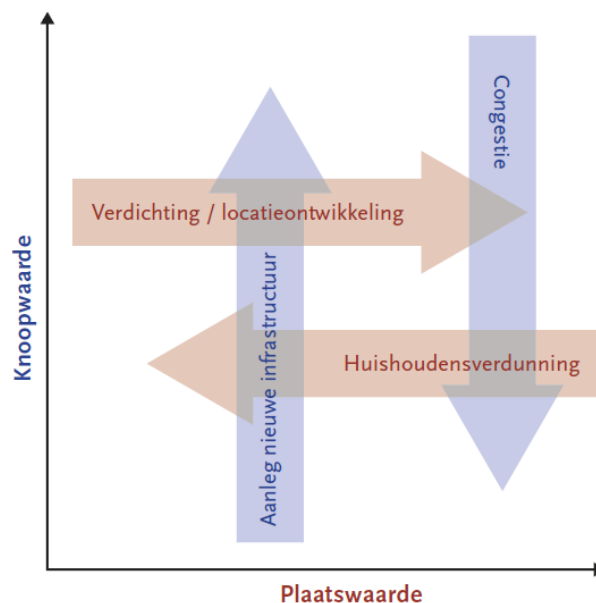 Knoopwaarde
Verdichting / locatieontwikkeling
Congestie
Aanleg nieuwe infrastructuur
Huishoudensverdunning
Plaatswaarde